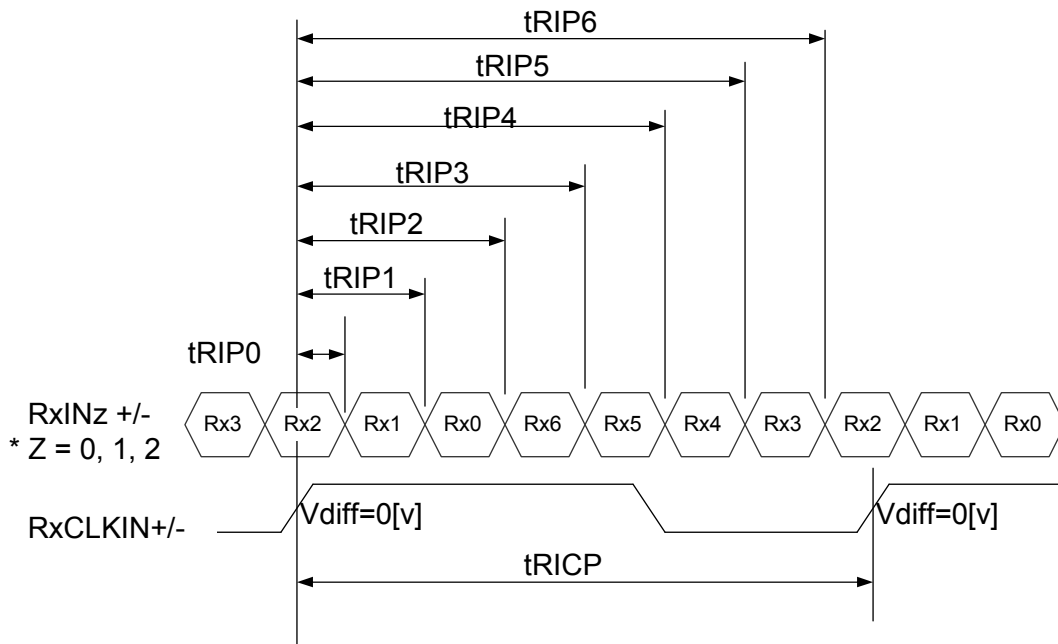 tRIP6
tRIP5
tRIP4
tRIP3
tRIP2
tRIP1
tRIP0
RxINz +/-
* Z = 0, 1, 2
Rx3 Rx2 Rx1 Rx0 Rx6 Rx5 Rx4 Rx3 Rx2 Rx1 Rx0
RxCLKIN+/-
Vdiff=0[v] Vdiff=0[v]
tRICP